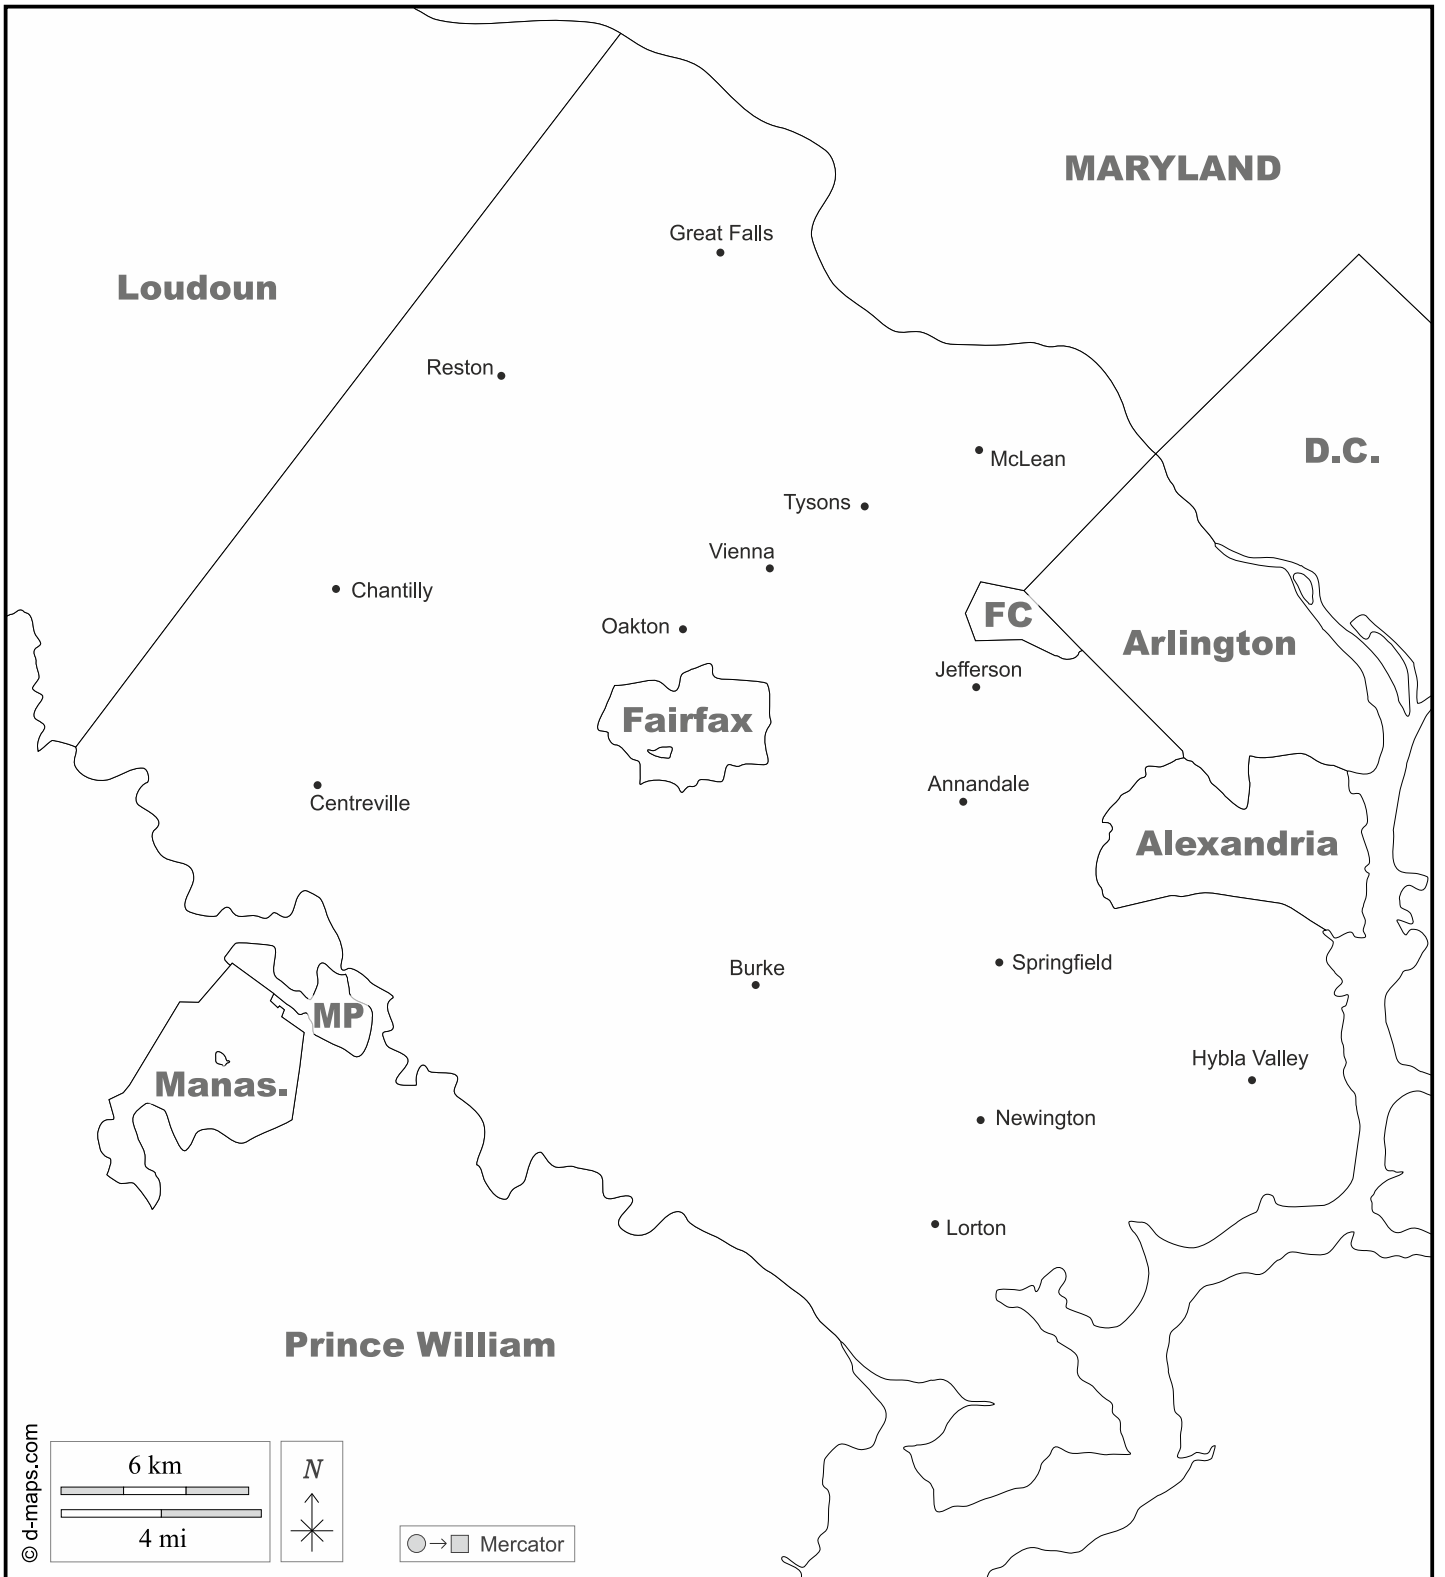 MARYLAND
Great Falls
Loudoun
Reston
D.C.
McLean
Tysons
Vienna
Chantilly
FC
Oakton
Arlington
Jefferson
Fairfax
Annandale
Centreville
Alexandria
Springfield
Burke
MP
Hybla Valley
Manas.
Newington
Lorton
Prince William
© d-maps.com
6 km
4 mi
N
Mercator